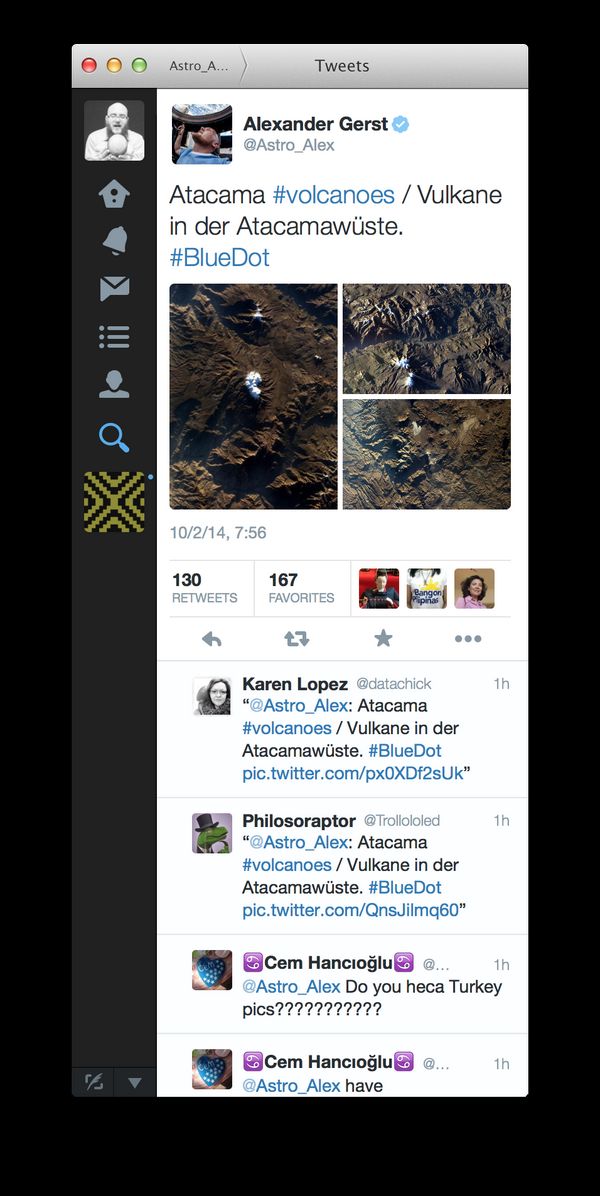 Astro_A...
Tweets
Alexander Gerst
@Astro_Alex
Atacama #volcanoes / Vulkane
in der Atacamawüste.
#BlueDot
10/2/14, 7:56
130
RETWEETS
167
FAVORITES
Bangon
Pilipinas
Karen Lopez @datachick 1h
“@Astro_Alex: Atacama
#volcanoes / Vulkane in der
Atacamawüste. #BlueDot
pic.twitter.com/px0XDf2sUk”
Philosoraptor @Trollololed 1h
“@Astro_Alex: Atacama
#volcanoes / Vulkane in der
Atacamawüste. #BlueDot
pic.twitter.com/QnsJilmq60”
♋Cem Hancıoğlu♋ @... 1h
@Astro_Alex Do you heca Turkey
pics???????????
♋Cem Hancıoğlu♋ @... 1h
@Astro_Alex have